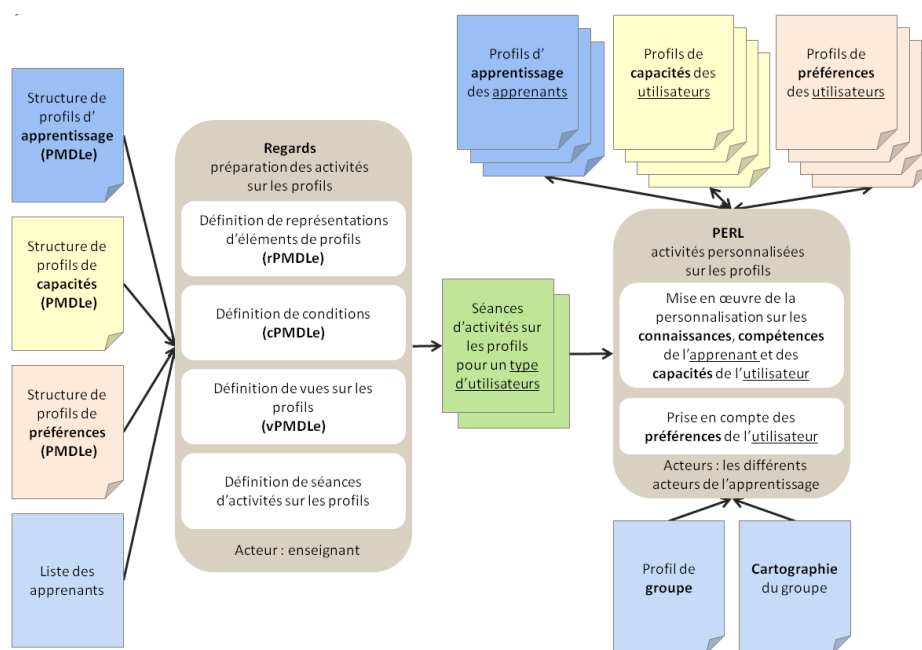 Structure de
profils d'
apprentissage
(PMDLe)
Structure de
profils de
capacités
(PMDLe)
Structure de
profils de
préférences
(PMDLe)
Liste des
apprenants
Regards
préparation des activités
sur les profils
Définition de représentations
d'éléments de profils
(rPMDLe)
Définition de conditions
(cPMDLe)
Définition de vues sur les
profils
(vPMDLe)
Définition de séances
d'activités sur les profils
Acteur : enseignant
Séances
d'activités sur
les profils
pour un type
d'utilisateurs
Profils d'
apprentissage
des apprenants
Profils de
capacités des
utilisateurs
Profils de
préférences
des utilisateurs
PERL
activités personnalisées
sur les profils
Mise en œuvre de la
personnalisation sur les
connaissances, compétences
de l'apprenant et des
capacités de l'utilisateur
Prise en compte des
préférences de l'utilisateur
Acteurs : les différents
acteurs de l'apprentissage
Profil de
groupe
Cartographie
du groupe